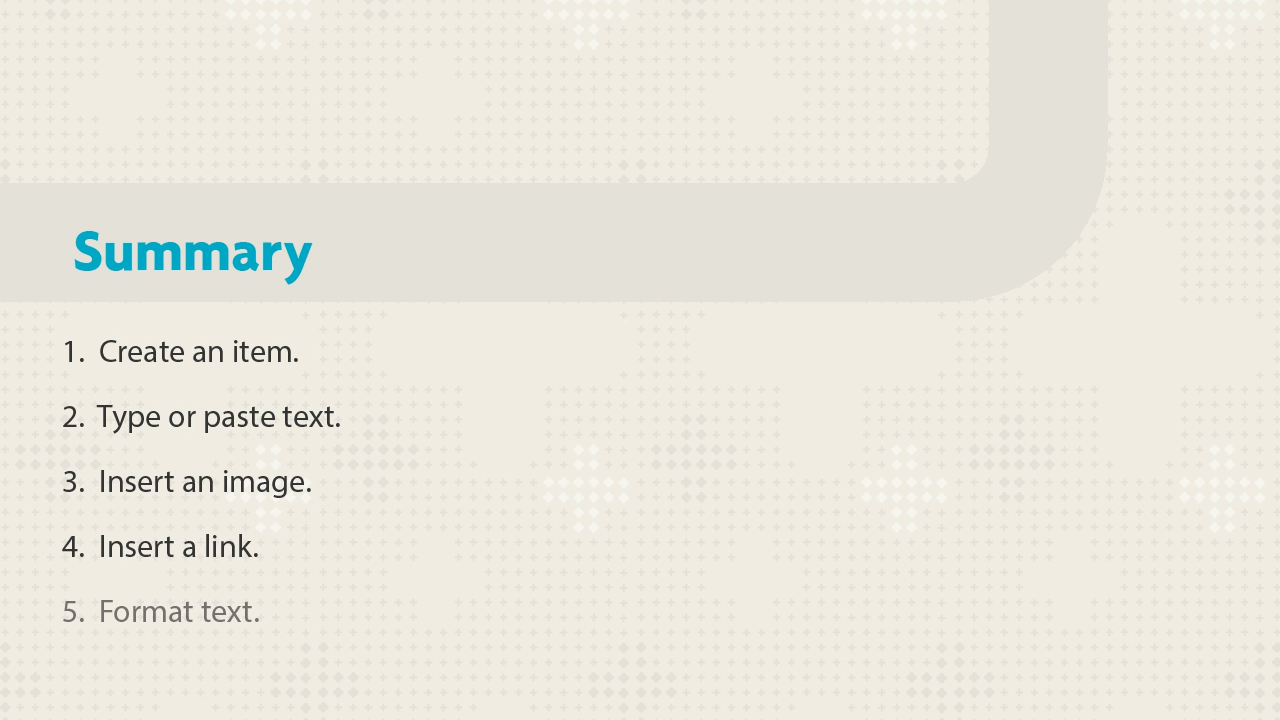 Summary
1. Create an item.
2. Type or paste text.
3. Insert an image.
4. Insert a link.
5. Format text.